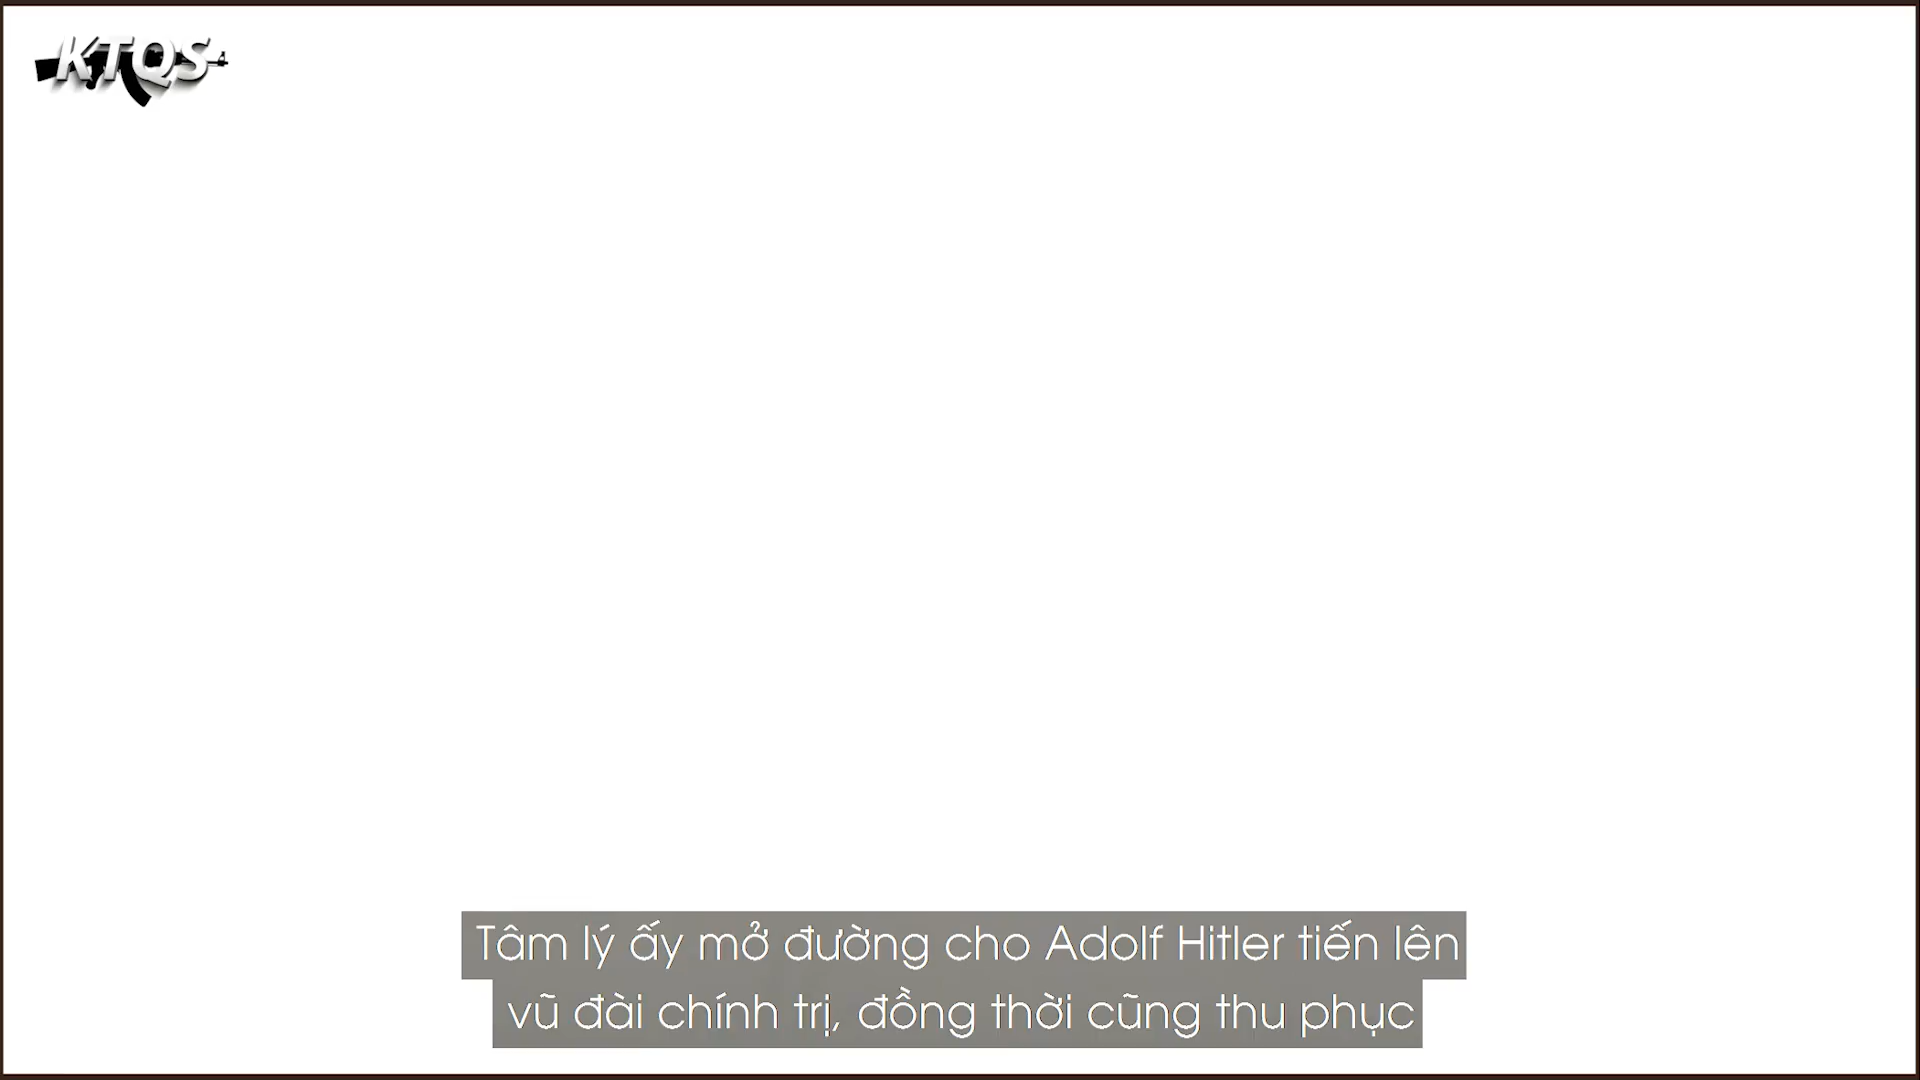 KTQS
Tâm lý ấy mở đường cho Adolf Hitler tiến lên
vũ đài chính trị, đồng thời cũng thu phục